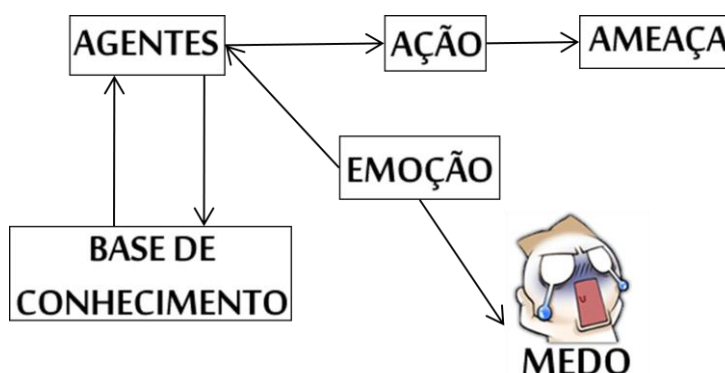 AGENTES
AÇÃO
AMEAÇA
EMOÇÃO
BASE DE
CONHECIMENTO
MEDO